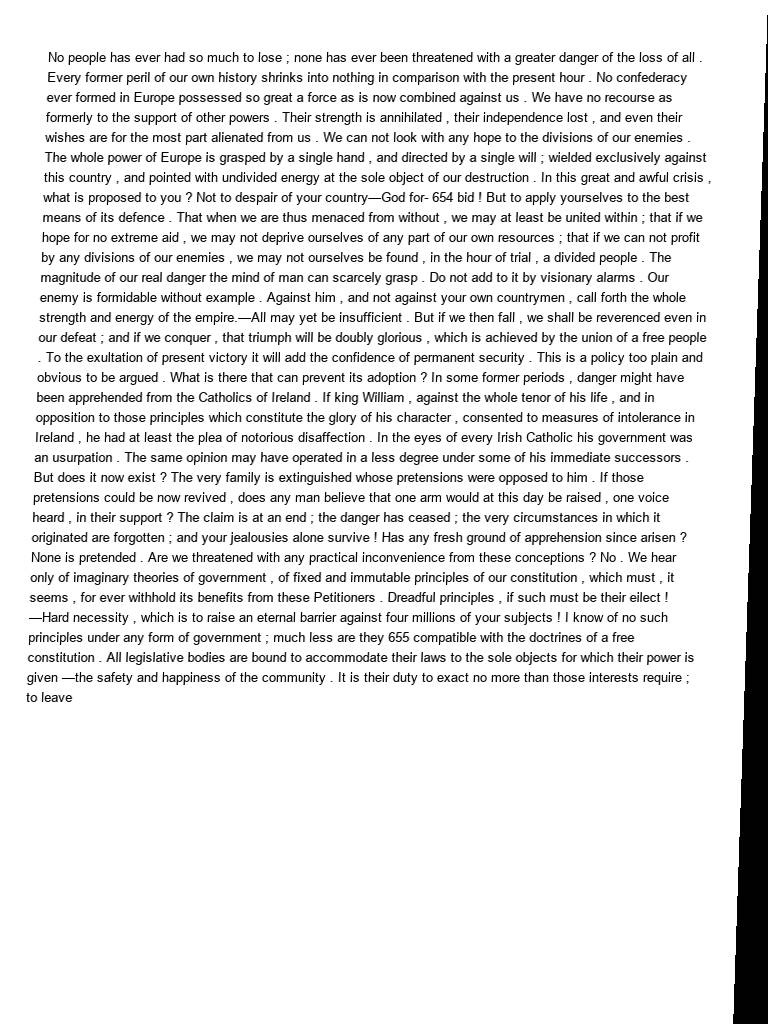 No people has ever had so much to lose ; none has ever been threatened with a greater danger of the loss of all .
Every former peril of our own history shrinks into nothing in comparison with the present hour . No confederacy
ever formed in Europe possessed so great a force as is now combined against us . We have no recourse as
formerly to the support of other powers . Their strength is annihilated , their independence lost , and even their
wishes are for the most part alienated from us . We can not look with any hope to the divisions of our enemies .
The whole power of Europe is grasped by a single hand , and directed by a single will ; wielded exclusively against
this country , and pointed with undivided energy at the sole object of our destruction . In this great and awful crisis ,
what is proposed to you ? Not to despair of your country—God for- 654 bid ! But to apply yourselves to the best
means of its defence . That when we are thus menaced from without , we may at least be united within ; that if we
hope for no extreme aid , we may not deprive ourselves of any part of our own resources ; that if we can not profit
by any divisions of our enemies , we may not ourselves be found , in the hour of trial , a divided people . The
magnitude of our real danger the mind of man can scarcely grasp . Do not add to it by visionary alarms . Our
enemy is formidable without example . Against him , and not against your own countrymen , call forth the whole
strength and energy of the empire.—All may yet be insufficient . But if we then fall , we shall be reverenced even in
our defeat ; and if we conquer , that triumph will be doubly glorious , which is achieved by the union of a free people
. To the exultation of present victory it will add the confidence of permanent security . This is a policy too plain and
obvious to be argued . What is there that can prevent its adoption ? In some former periods , danger might have
been apprehended from the Catholics of Ireland . If king William , against the whole tenor of his life , and in
opposition to those principles which constitute the glory of his character , consented to measures of intolerance in
Ireland , he had at least the plea of notorious disaffection . In the eyes of every Irish Catholic his government was
an usurpation . The same opinion may have operated in a less degree under some of his immediate successors .
But does it now exist ? The very family is extinguished whose pretensions were opposed to him . If those
pretensions could be now revived , does any man believe that one arm would at this day be raised , one voice
heard , in their support ? The claim is at an end ; the danger has ceased ; the very circumstances in which it
originated are forgotten ; and your jealousies alone survive ! Has any fresh ground of apprehension since arisen ?
None is pretended . Are we threatened with any practical inconvenience from these conceptions ? No . We hear
only of imaginary theories of government , of fixed and immutable principles of our constitution , which must , it
seems , for ever withhold its benefits from these Petitioners . Dreadful principles , if such must be their eilect !
—Hard necessity , which is to raise an eternal barrier against four millions of your subjects ! I know of no such
principles under any form of government ; much less are they 655 compatible with the doctrines of a free
constitution . All legislative bodies are bound to accommodate their laws to the sole objects for which their power is
given —the safety and happiness of the community . It is their duty to exact no more than those interests require ;
to leave